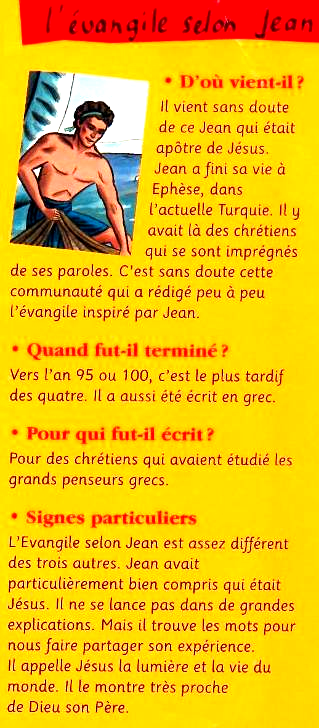 l'évangile selon Jean
• D'où vient-il ?
Il vient sans doute
de ce Jean qui était
apôtre de Jésus.
Jean a fini sa vie à
Ephèse, dans
l'actuelle Turquie. Il y
avait là des chrétiens
qui se sont imprégnés
de ses paroles. C'est sans doute cette
communauté qui a rédigé peu à peu
l'évangile inspiré par Jean.
• Quand fut-il terminé ?
Vers l'an 95 ou 100, c'est le plus tardif
des quatre. Il a aussi été écrit en grec.
• Pour qui fut-il écrit ?
Pour des chrétiens qui avaient étudié les
grands penseurs grecs.
• Signes particuliers
L'Evangile selon Jean est assez différent
des trois autres. Jean avait
particulièrement bien compris qui était
Jésus. Il ne se lance pas dans de grandes
explications. Mais il trouve les mots pour
nous faire partager son expérience.
Il appelle Jésus la lumière et la vie du
monde. Il le montre très proche
de Dieu son Père.